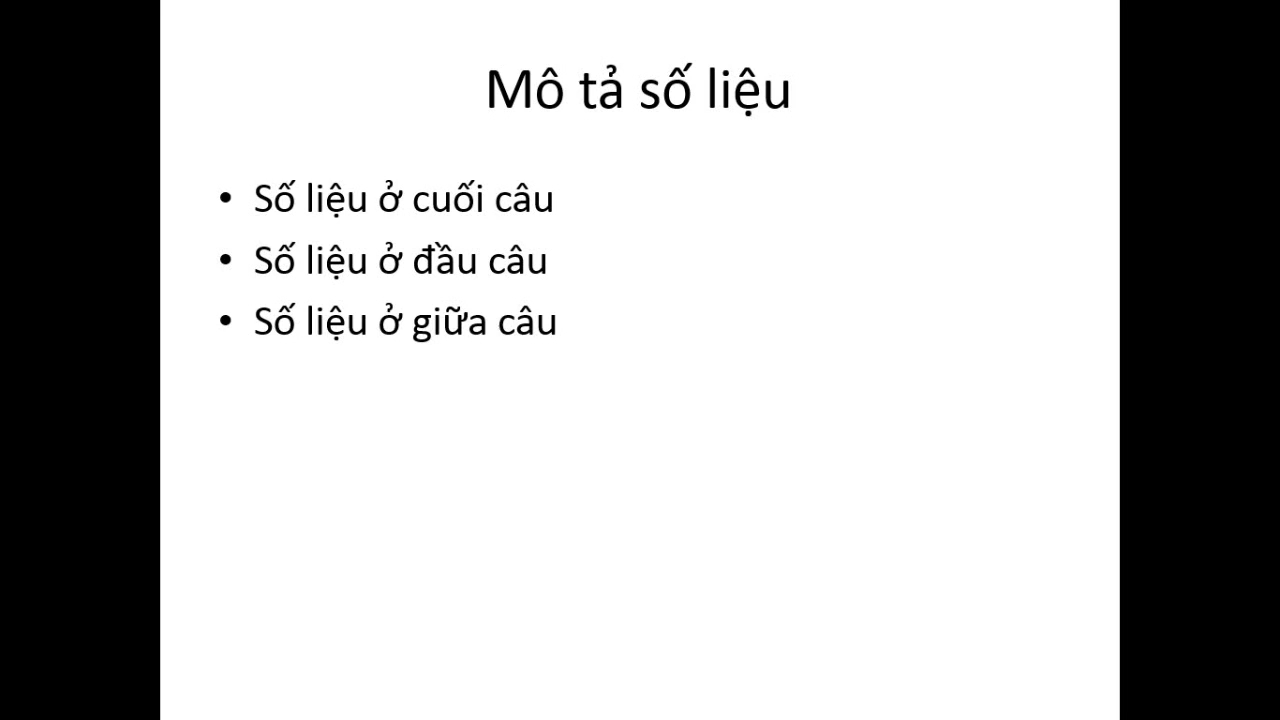 Mô tả số liệu
• Số liệu ở cuối câu
• Số liệu ở đầu câu
• Số liệu ở giữa câu